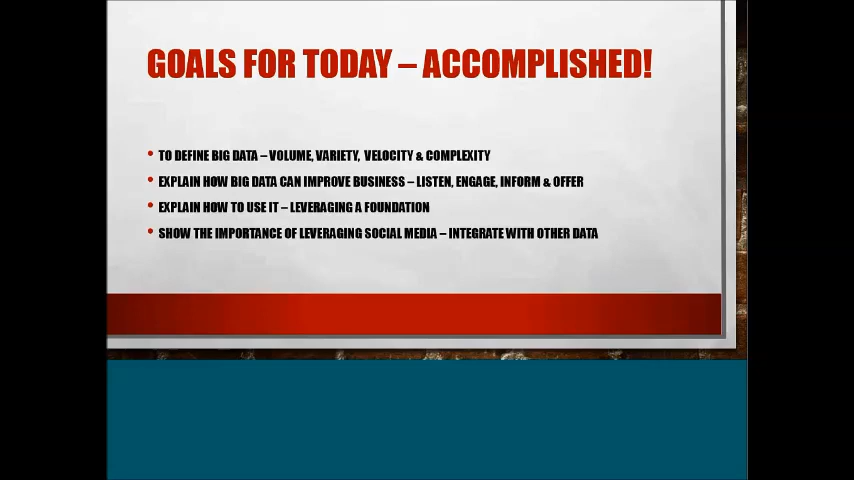 GOALS FOR TODAY – ACCOMPLISHED!
• TO DEFINE BIG DATA – VOLUME, VARIETY, VELOCITY & COMPLEXITY
• EXPLAIN HOW BIG DATA CAN IMPROVE BUSINESS – LISTEN, ENGAGE, INFORM & OFFER
• EXPLAIN HOW TO USE IT – LEVERAGING A FOUNDATION
• SHOW THE IMPORTANCE OF LEVERAGING SOCIAL MEDIA – INTEGRATE WITH OTHER DATA